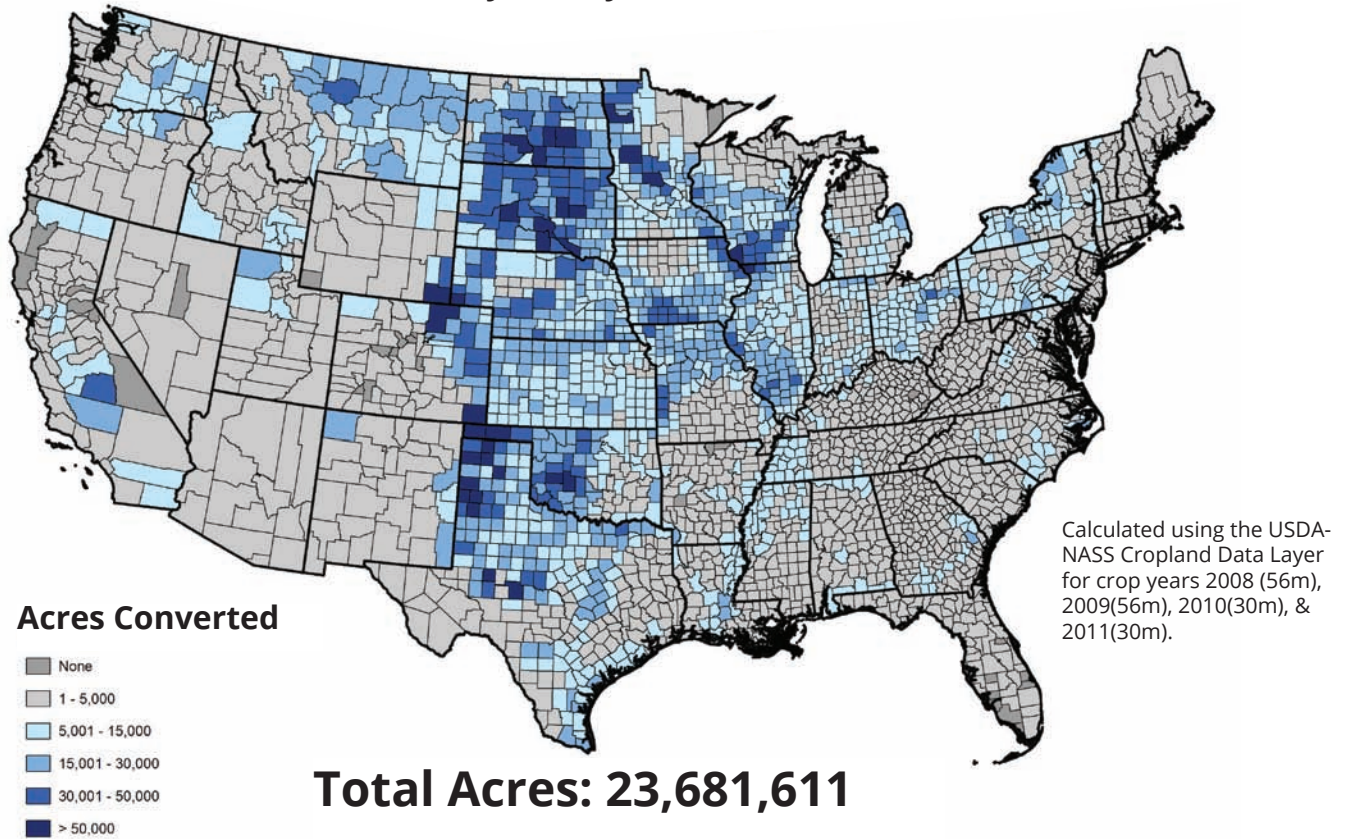 Calculated using the USDA-
NASS Cropland Data Layer
for crop years 2008 (56m),
2009(56m), 2010(30m), &
2011(30m).
Acres Converted
None
1 - 5,000
5,001 - 15,000
15,001 - 30,000
30,001 - 50,000
> 50,000
Total Acres: 23,681,611